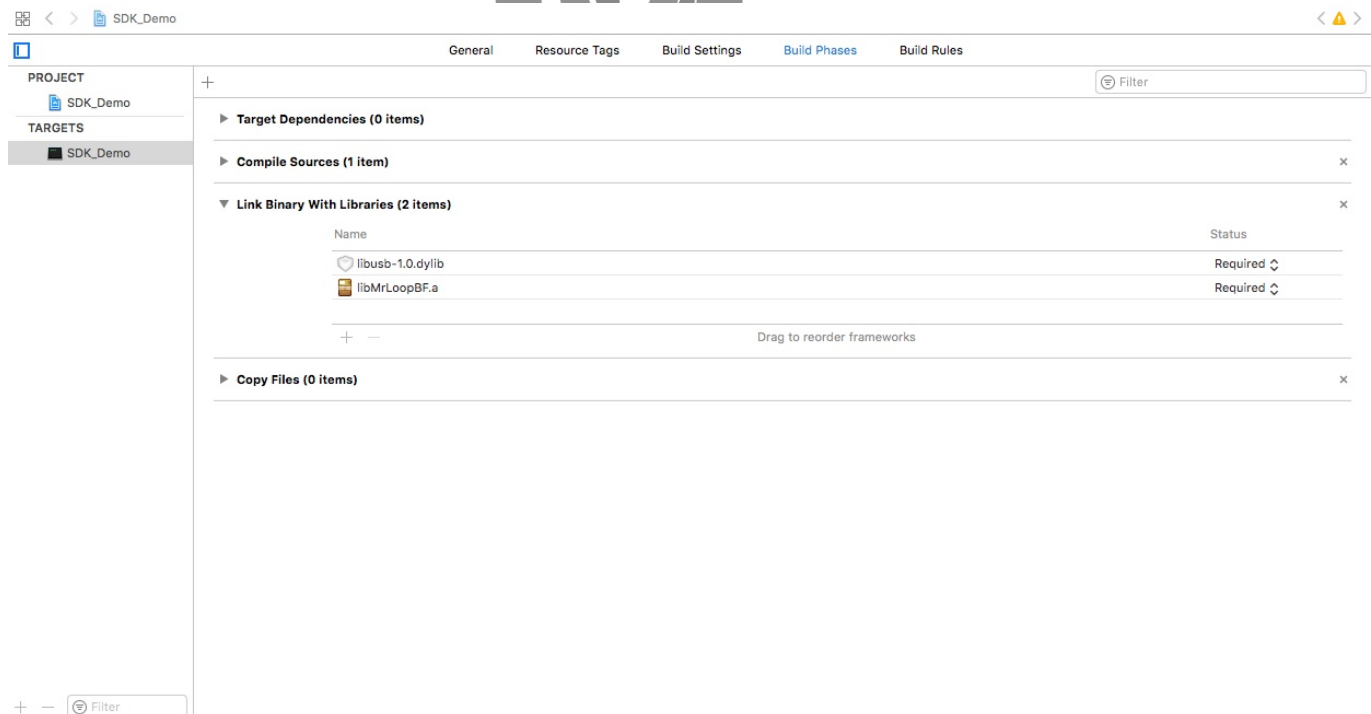 SDK_Demo
General Resource Tags Build Settings Build Phases Build Rules
PROJECT
SDK_Demo
TARGETS
SDK_Demo
Filter
Target Dependencies (0 items)
Compile Sources (1 item)
Link Binary With Libraries (2 items)
Name Status
libusb-1.0.dylib Required
libMrLoopBF.a Required
Drag to reorder frameworks
Copy Files (0 items)
Filter